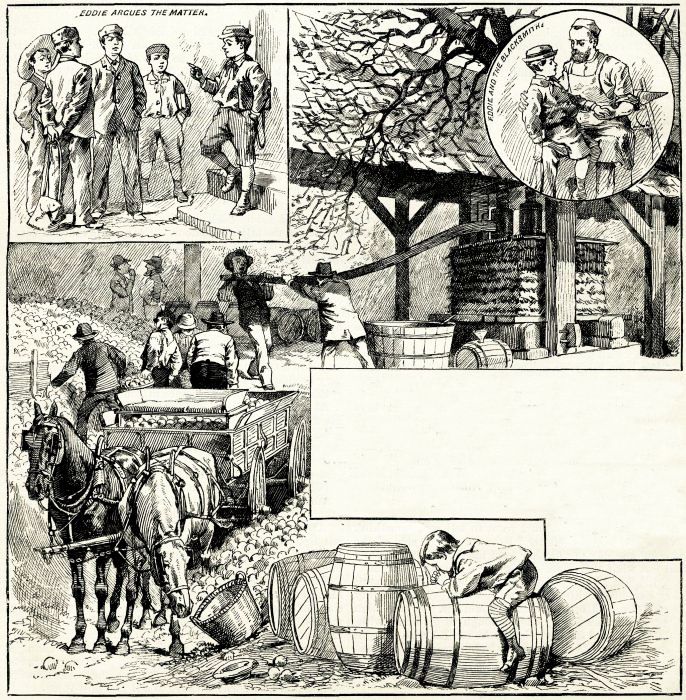 EDDIE ARGUES THE MATTER.
EDDIE AND THE BLACKSMITH.